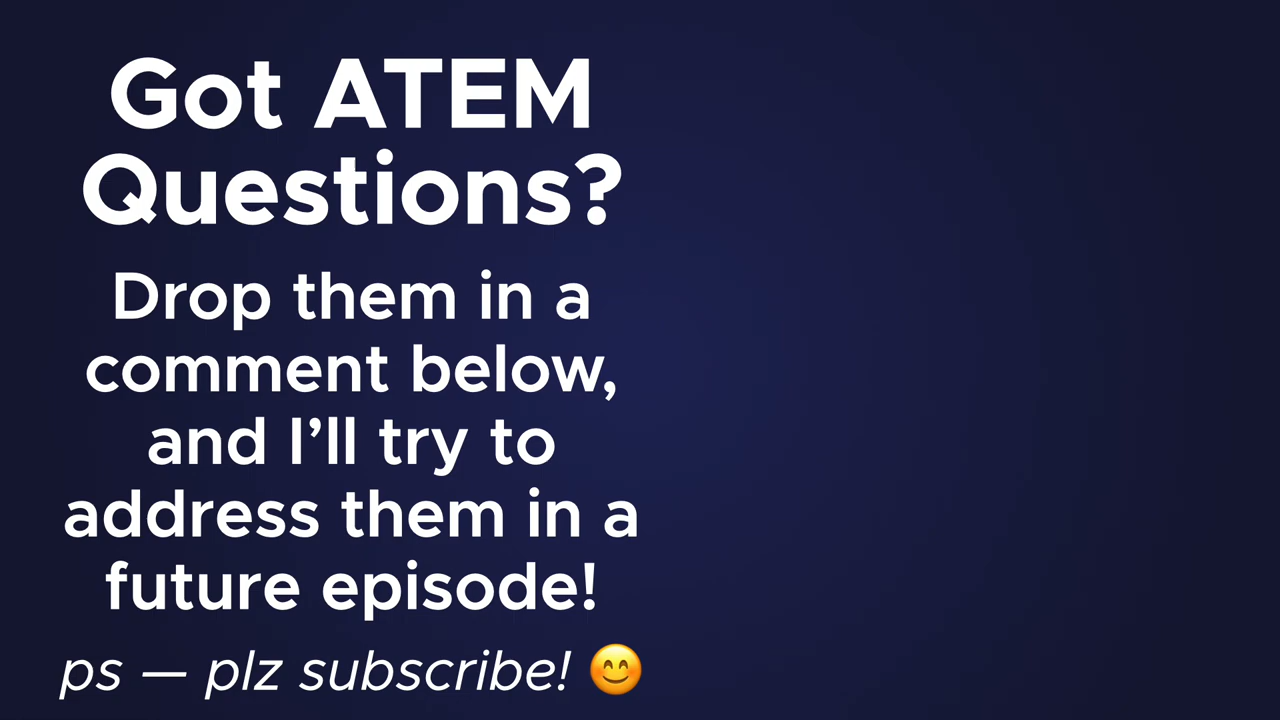 Got ATEM
Questions?
Drop them in a
comment below,
and I’ll try to
address them in a
future episode!
ps — plz subscribe! 😊